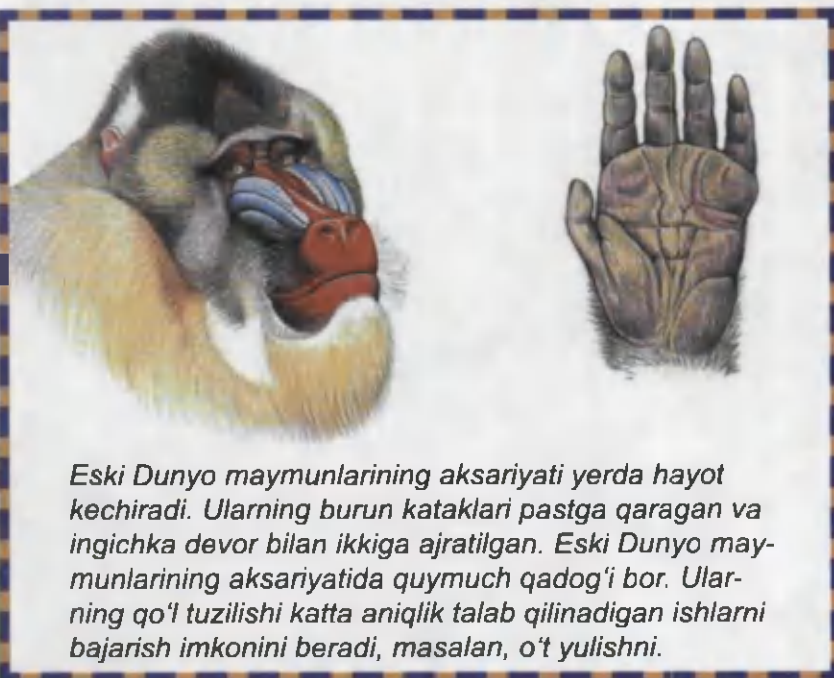 Eski Dunyo maymunlarining aksariyati yerda hayot
kechiradi. Ularning burun kataklari pastga qaragan va
ingichka devor bilan ikkiga ajratilgan. Eski Dunyo may-
munlarining aksariyatida quymuch qadog‘i bor. Ular-
ning qo‘l tuzilishi katta aniqlik talab qilinadigan ishlarni
bajarish imkonini beradi, masalan, o‘t yulishni.